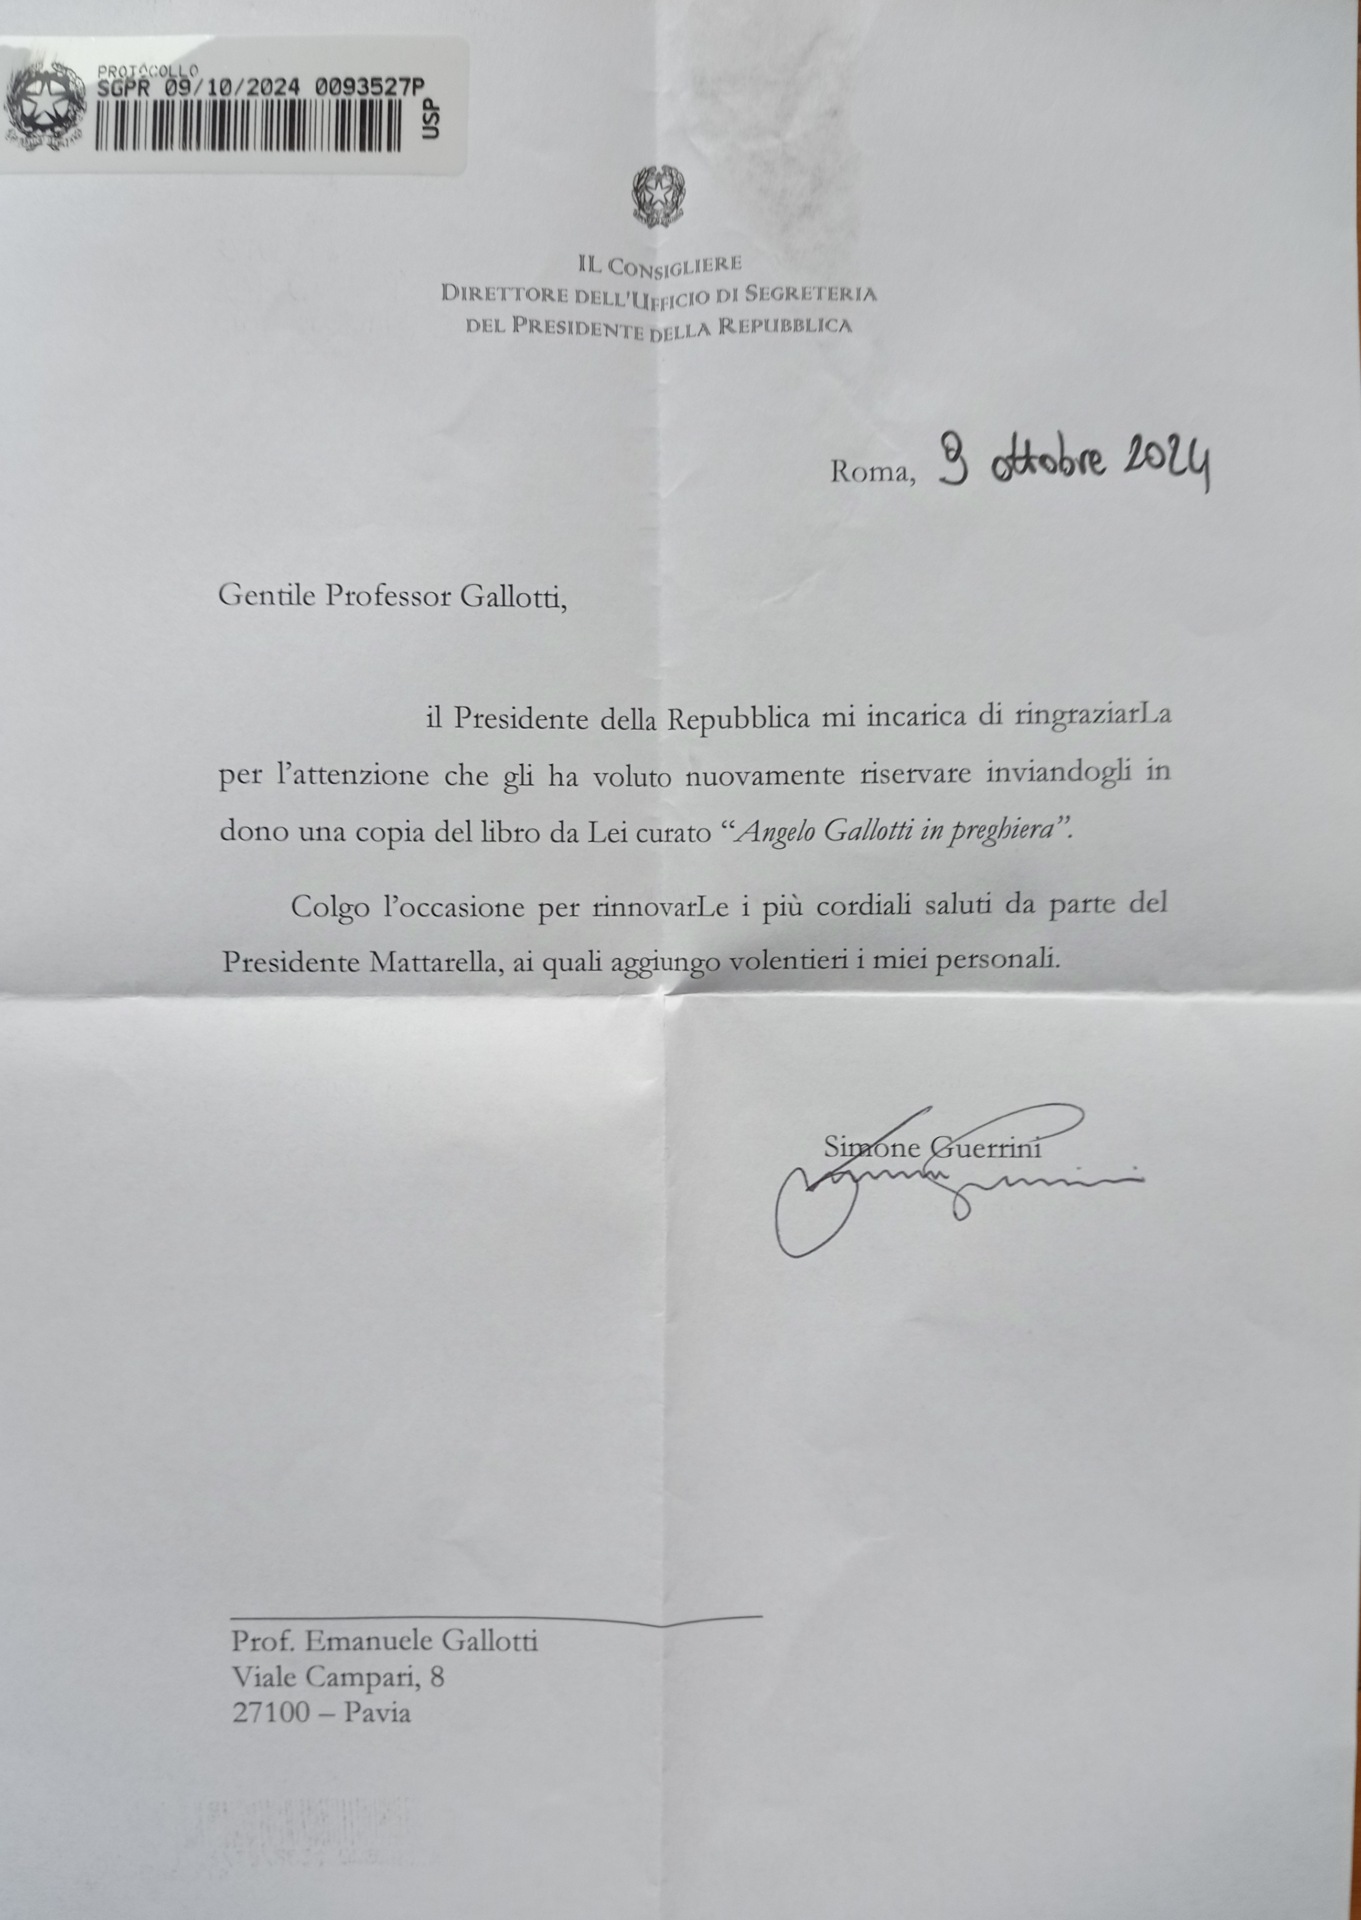 PROTOCOLLO
SGPR 09/10/2024 0093527P
USP
IL CONSIGLIERE
DIRETTORE DELL'UFFICIO DI SEGRETERIA
DEL PRESIDENTE DELLA REPUBBLICA
Roma, 9 ottobre 2024
Gentile Professor Gallotti,
il Presidente della Repubblica mi incarica di ringraziarLa
per l’attenzione che gli ha voluto nuovamente riservare inviandogli in
dono una copia del libro da Lei curato “Angelo Gallotti in preghiera”.
Colgo l’occasione per rinnovarLe i più cordiali saluti da parte del
Presidente Mattarella, ai quali aggiungo volentieri i miei personali.
Simone Guerrini
Prof. Emanuele Gallotti
Viale Campari, 8
27100 – Pavia